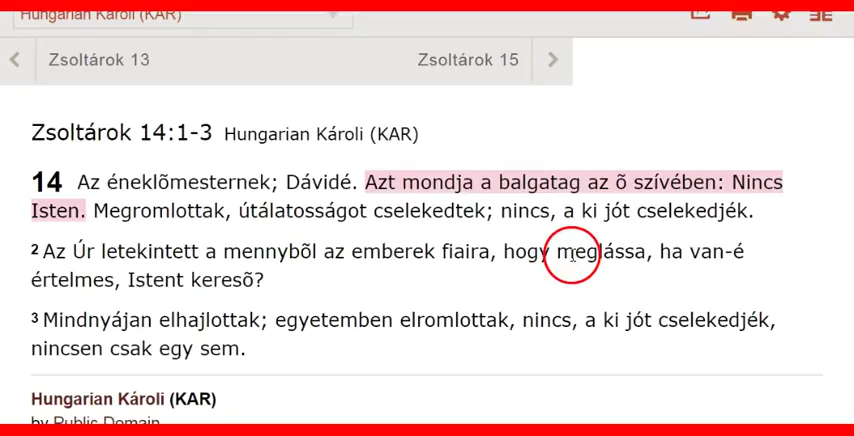 Hungarian Károli (KAR)
Zsoltárok 13
Zsoltárok 15
Zsoltárok 14:1-3 Hungarian Károli (KAR)
14 Az éneklõmesternek; Dávidé. Azt mondja a balgatag az õ szívében: Nincs
Isten. Megromlottak, útálatosságot cselekedtek; nincs, a ki jót cselekedjék.
2 Az Úr letekintett a mennybõl az emberek fiaira, hogy meglássa, ha van-é
értelmes, Istent keresõ?
3 Mindnyájan elhajlottak; egyetemben elromlottak, nincs, a ki jót cselekedjék,
nincsen csak egy sem.
Hungarian Károli (KAR)
by Public Domain